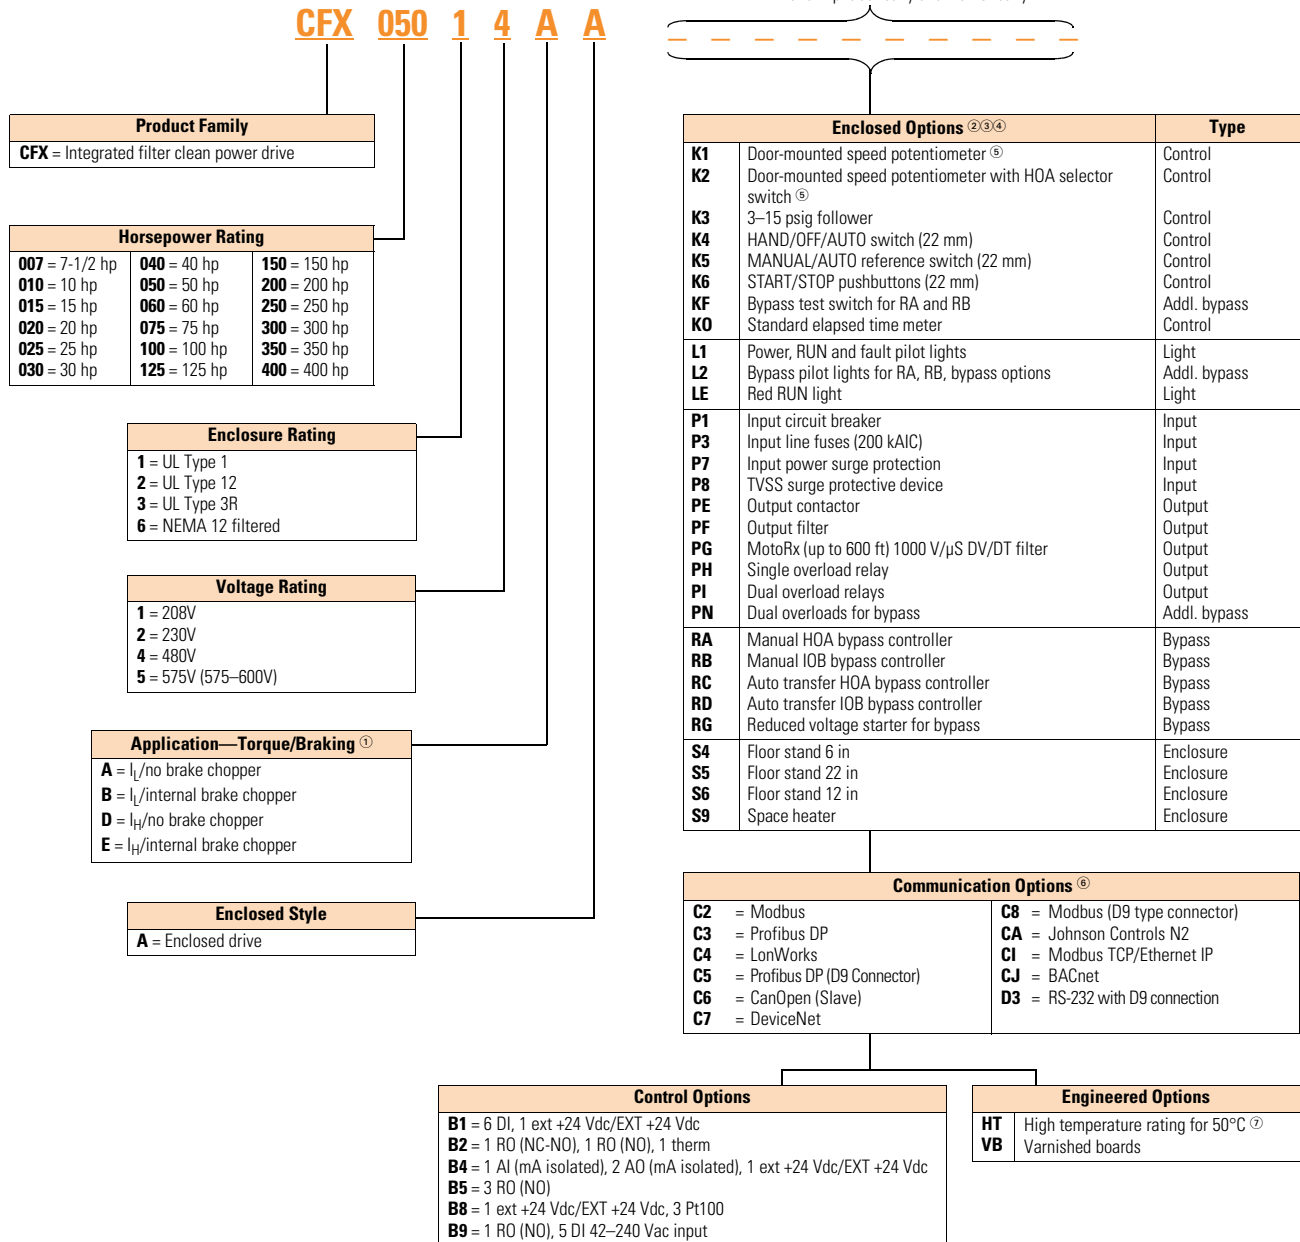 CFX 050 1 4 A A
Product Family
CFX = Integrated filter clean power drive
Horsepower Rating
007 = 7-1/2 hp 040 = 40 hp 150 = 150 hp
010 = 10 hp 050 = 50 hp 200 = 200 hp
015 = 15 hp 060 = 60 hp 250 = 250 hp
020 = 20 hp 075 = 75 hp 300 = 300 hp
025 = 25 hp 100 = 100 hp 350 = 350 hp
030 = 30 hp 125 = 125 hp 400 = 400 hp
Enclosure Rating
1 = UL Type 1
2 = UL Type 12
3 = UL Type 3R
6 = NEMA 12 filtered
Voltage Rating
1 = 208V
2 = 230V
4 = 480V
5 = 575V (575–600V)
Application—Torque/Braking ①
A = IL/no brake chopper
B = IL/internal brake chopper
D = IH/no brake chopper
E = IH/internal brake chopper
Enclosed Style
A = Enclosed drive
Enclosed Options ②③④ Type
K1 Door-mounted speed potentiometer ⑤ Control
K2 Door-mounted speed potentiometer with HOA selector Control
switch ⑤
K3 3–15 psig follower Control
K4 HAND/OFF/AUTO switch (22 mm) Control
K5 MANUAL/AUTO reference switch (22 mm) Control
K6 START/STOP pushbuttons (22 mm) Control
KF Bypass test switch for RA and RB Addl. bypass
KO Standard elapsed time meter Control
L1 Power, RUN and fault pilot lights Light
L2 Bypass pilot lights for RA, RB, bypass options Addl. bypass
LE Red RUN light Light
P1 Input circuit breaker Input
P3 Input line fuses (200 kAIC) Input
P7 Input power surge protection Input
P8 TVSS surge protective device Input
PE Output contactor Output
PF Output filter Output
PG MotoRx (up to 600 ft) 1000 V/µS DV/DT filter Output
PH Single overload relay Output
PI Dual overload relays Output
PN Dual overloads for bypass Addl. bypass
RA Manual HOA bypass controller Bypass
RB Manual IOB bypass controller Bypass
RC Auto transfer HOA bypass controller Bypass
RD Auto transfer IOB bypass controller Bypass
RG Reduced voltage starter for bypass Bypass
S4 Floor stand 6 in Enclosure
S5 Floor stand 22 in Enclosure
S6 Floor stand 12 in Enclosure
S9 Space heater Enclosure
Communication Options ⑥
C2 = Modbus C8 = Modbus (D9 type connector)
C3 = Profibus DP CA = Johnson Controls N2
C4 = LonWorks CI = Modbus TCP/Ethernet IP
C5 = Profibus DP (D9 Connector) CJ = BACnet
C6 = CanOpen (Slave) D3 = RS-232 with D9 connection
C7 = DeviceNet
Control Options
B1 = 6 DI, 1 ext +24 Vdc/EXT +24 Vdc
B2 = 1 RO (NC-NO), 1 RO (NO), 1 therm
B4 = 1 AI (mA isolated), 2 AO (mA isolated), 1 ext +24 Vdc/EXT +24 Vdc
B5 = 3 RO (NO)
B8 = 1 ext +24 Vdc/EXT +24 Vdc, 3 Pt100
B9 = 1 RO (NO), 5 DI 42–240 Vac input
Engineered Options
HT High temperature rating for 50°C ⑦
VB Varnished boards